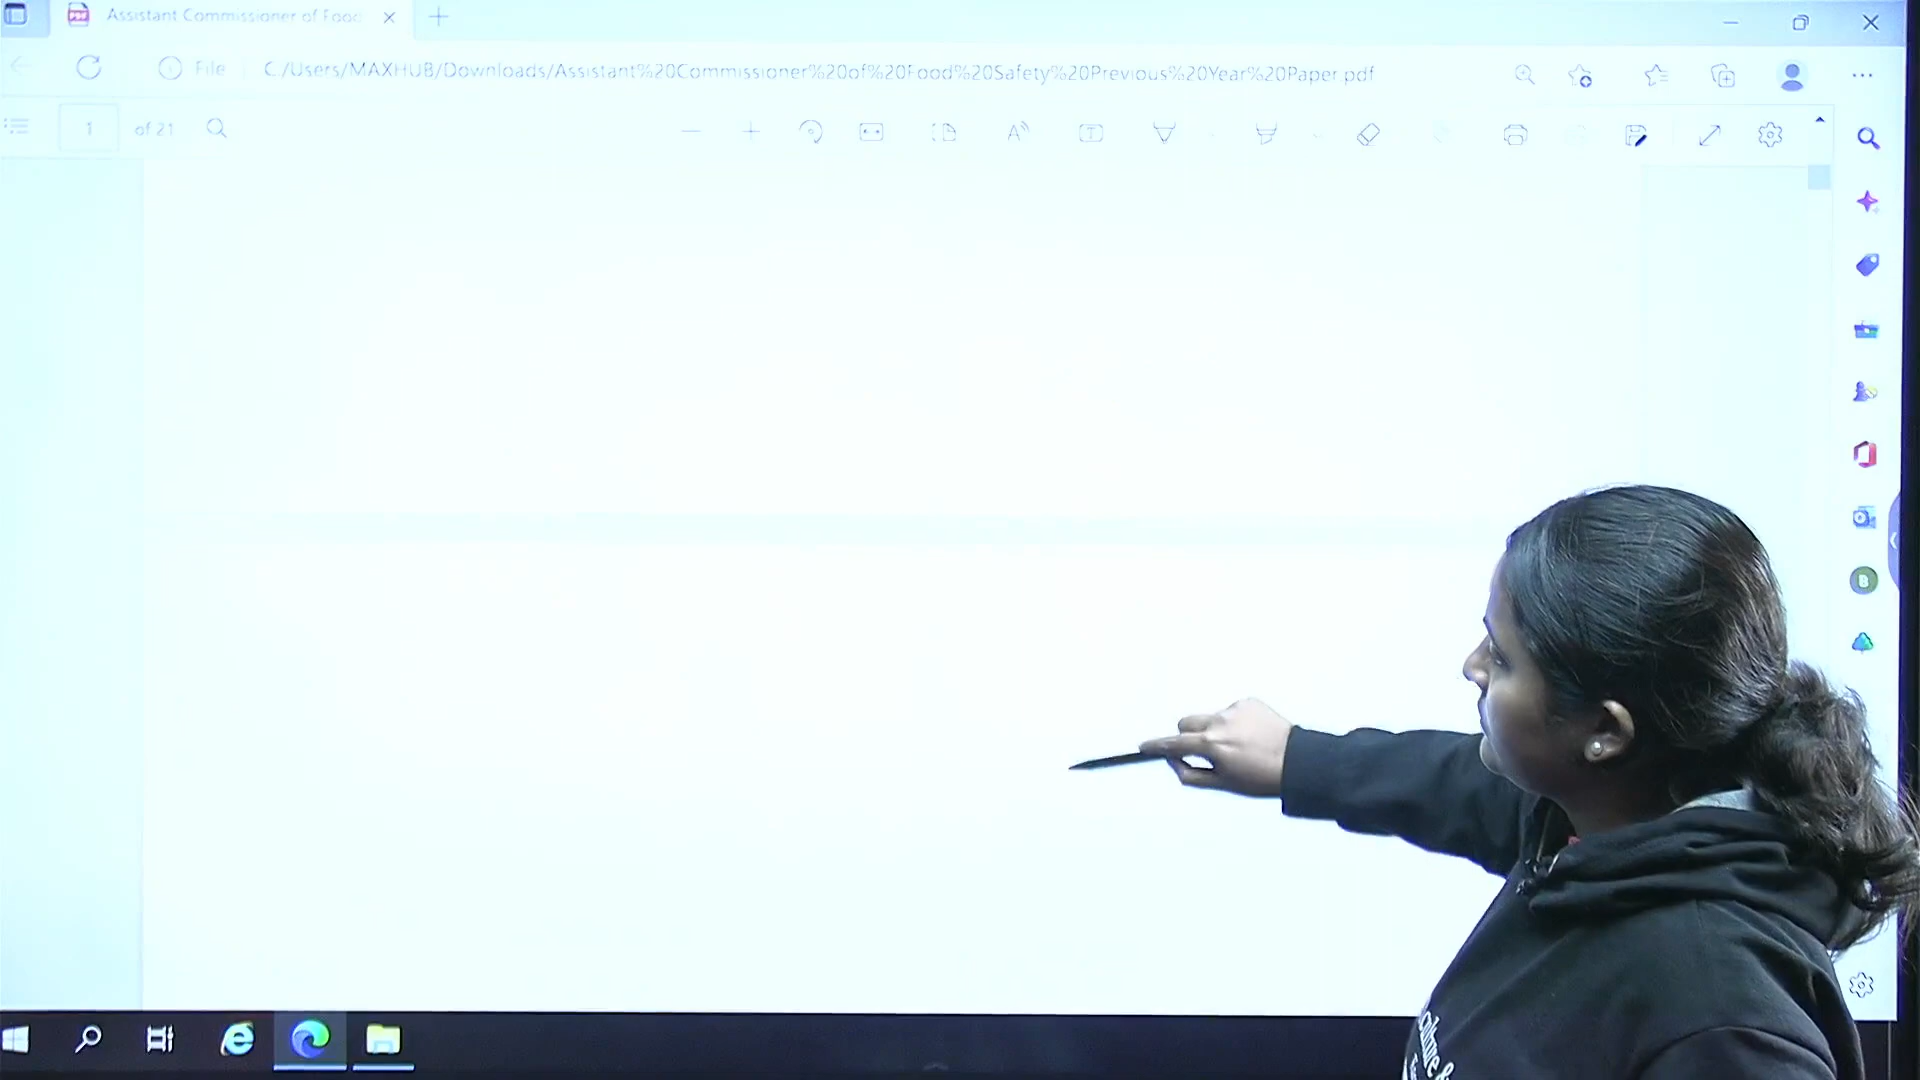 Assistant Commissioner of Food
File
C:/Users/MAXHUB/Downloads/Assistant%20Commissioner%20of%20Food%20Safety%20Previous%20Year%20Paper.pdf
1 of 21